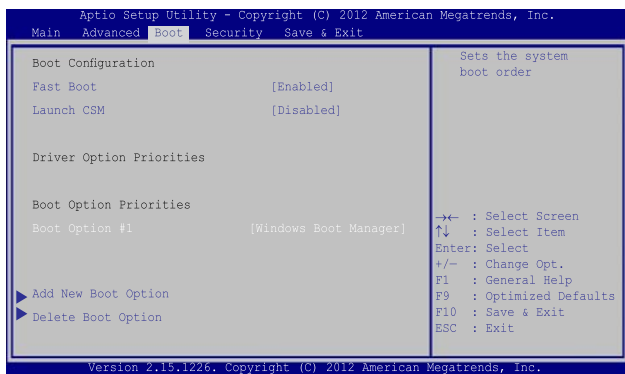 Aptio Setup Utility - Copyright (C) 2012 American Megatrends, Inc.
Main Advanced Boot Security Save & Exit
Boot Configuration
Fast Boot [Enabled]
Launch CSM [Disabled]
Driver Option Priorities
Boot Option Priorities
Boot Option #1 [Windows Boot Manager]
Add New Boot Option
Delete Boot Option
Sets the system
boot order
→← : Select Screen
↑↓ : Select Item
Enter: Select
+/— : Change Opt.
F1 : General Help
F9 : Optimized Defaults
F10 : Save & Exit
ESC : Exit
Version 2.15.1226. Copyright (C) 2012 American Megatrends, Inc.